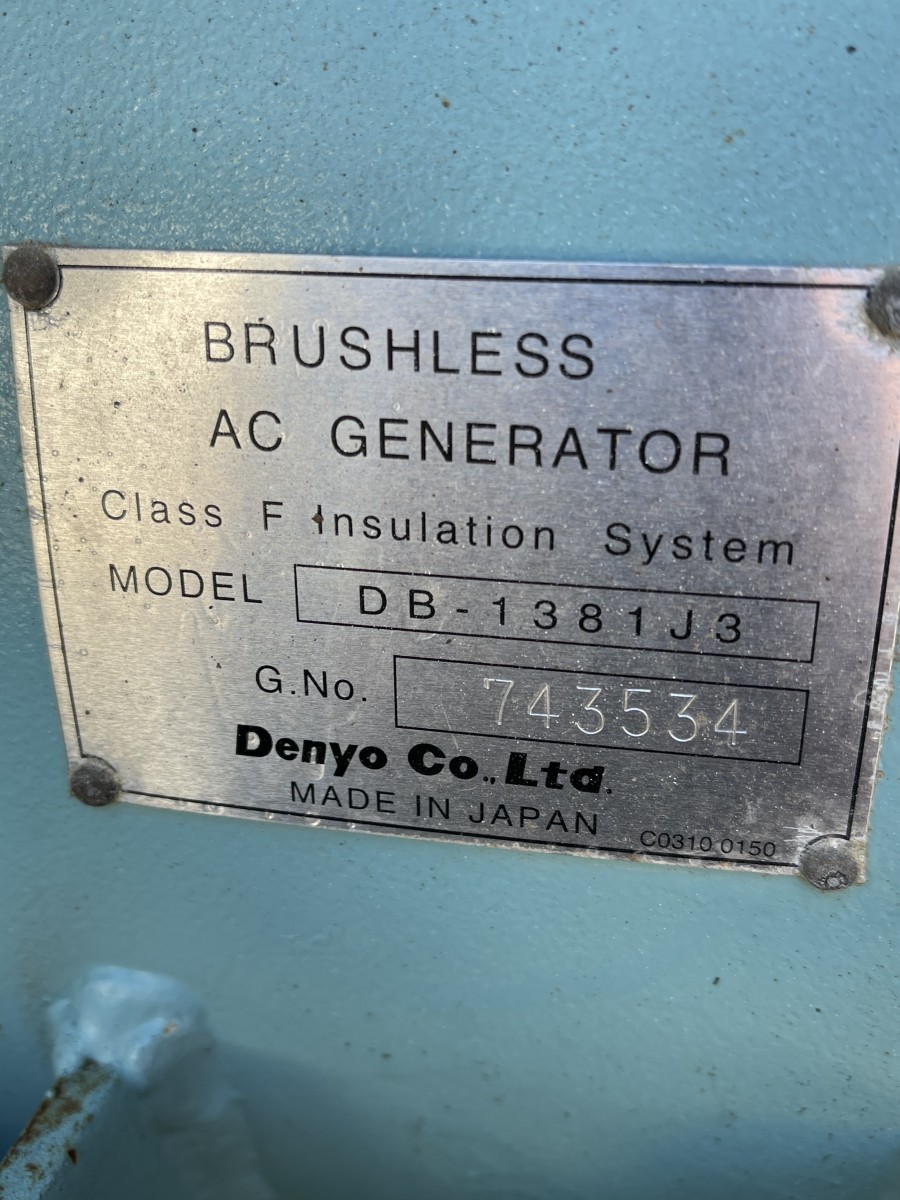 BRUSHLESS
AC GENERATOR
Class F Insulation System
MODEL DB-1381J3
G.No. 743534
Denyo Co.,Ltd.
MADE IN JAPAN
C0310 0150